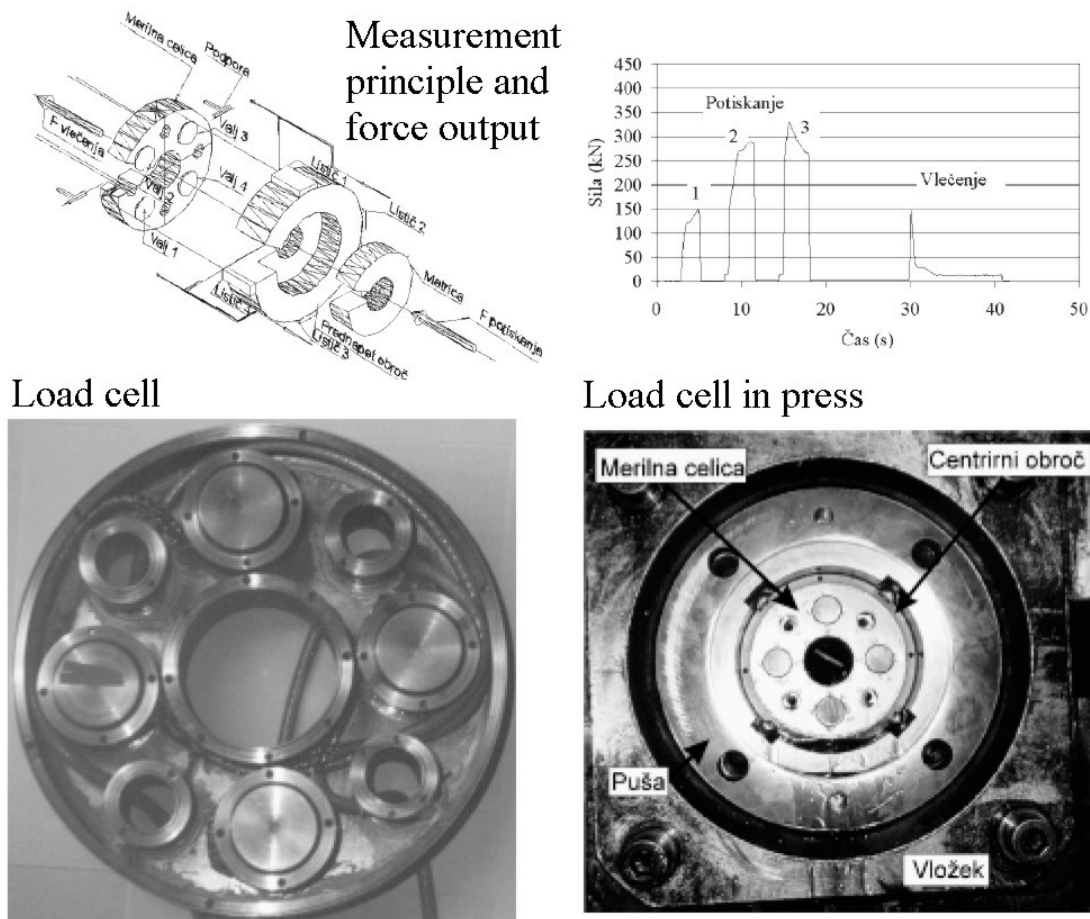 Measurement
principle and
force output
Merilna celica
Podpora
F vlečenja
Valj 3
Valj 4
Valj 2
Valj 1
Listič 1
Listič 2
Listič 3
Matrica
Prednapet obroč
F potiskanja
Sila (kN)
450
400
350
300
250
200
150
100
50
0
Potiskanje
1
2
3
Vlečenje
0
10
20
30
40
50
Čas (s)
Load cell
Load cell in press
Merilna celica
Centrirni obroč
Puša
Vložek